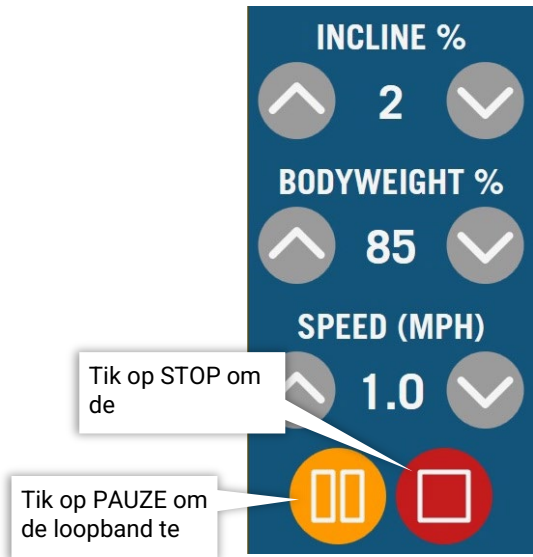 INCLINE %
2
BODYWEIGHT %
85
SPEED (MPH)
1.0
Tik op STOP om
de
Tik op PAUZE om
de loopband te